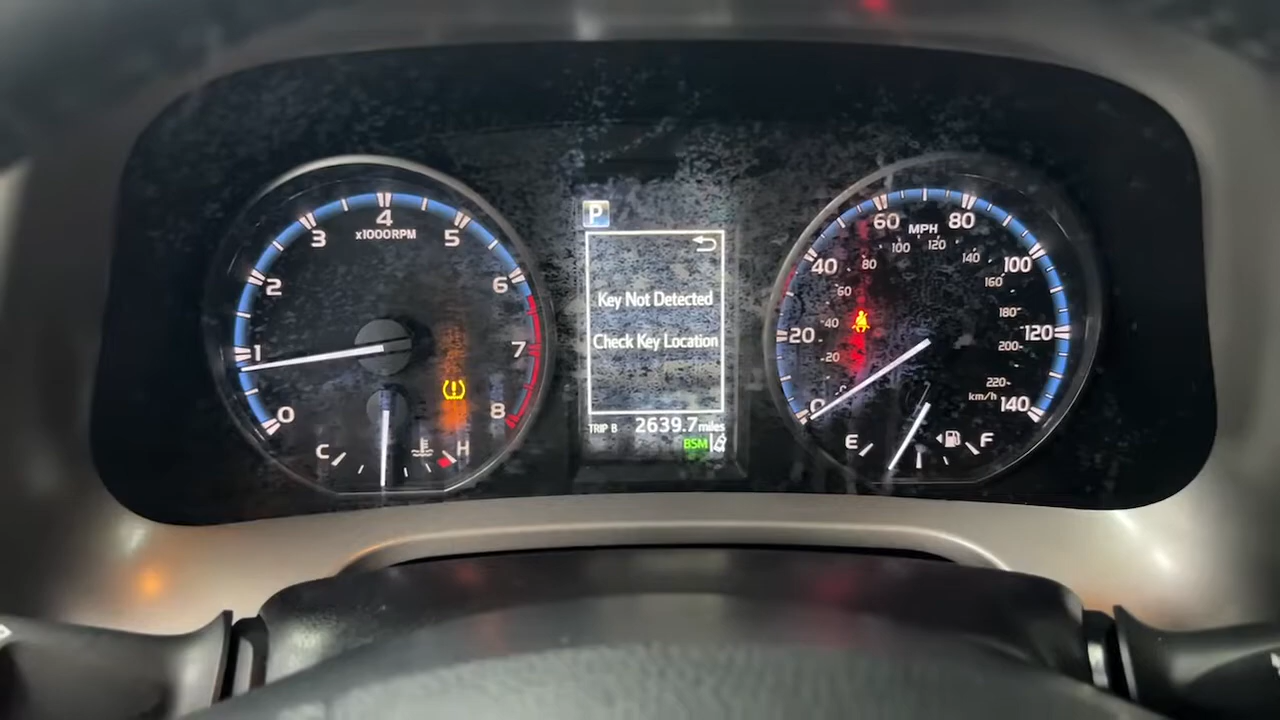 4
3
5
x1000RPM
2
6
1
7
0
8
C
H
P
Key Not Detected
Check Key Location
TRIP B 2639.7 miles
BSM
60
80
MPH
100
120
80
140
40
100
60
160
180
20
40
120
200
20
220
0
km/h
140
E
F